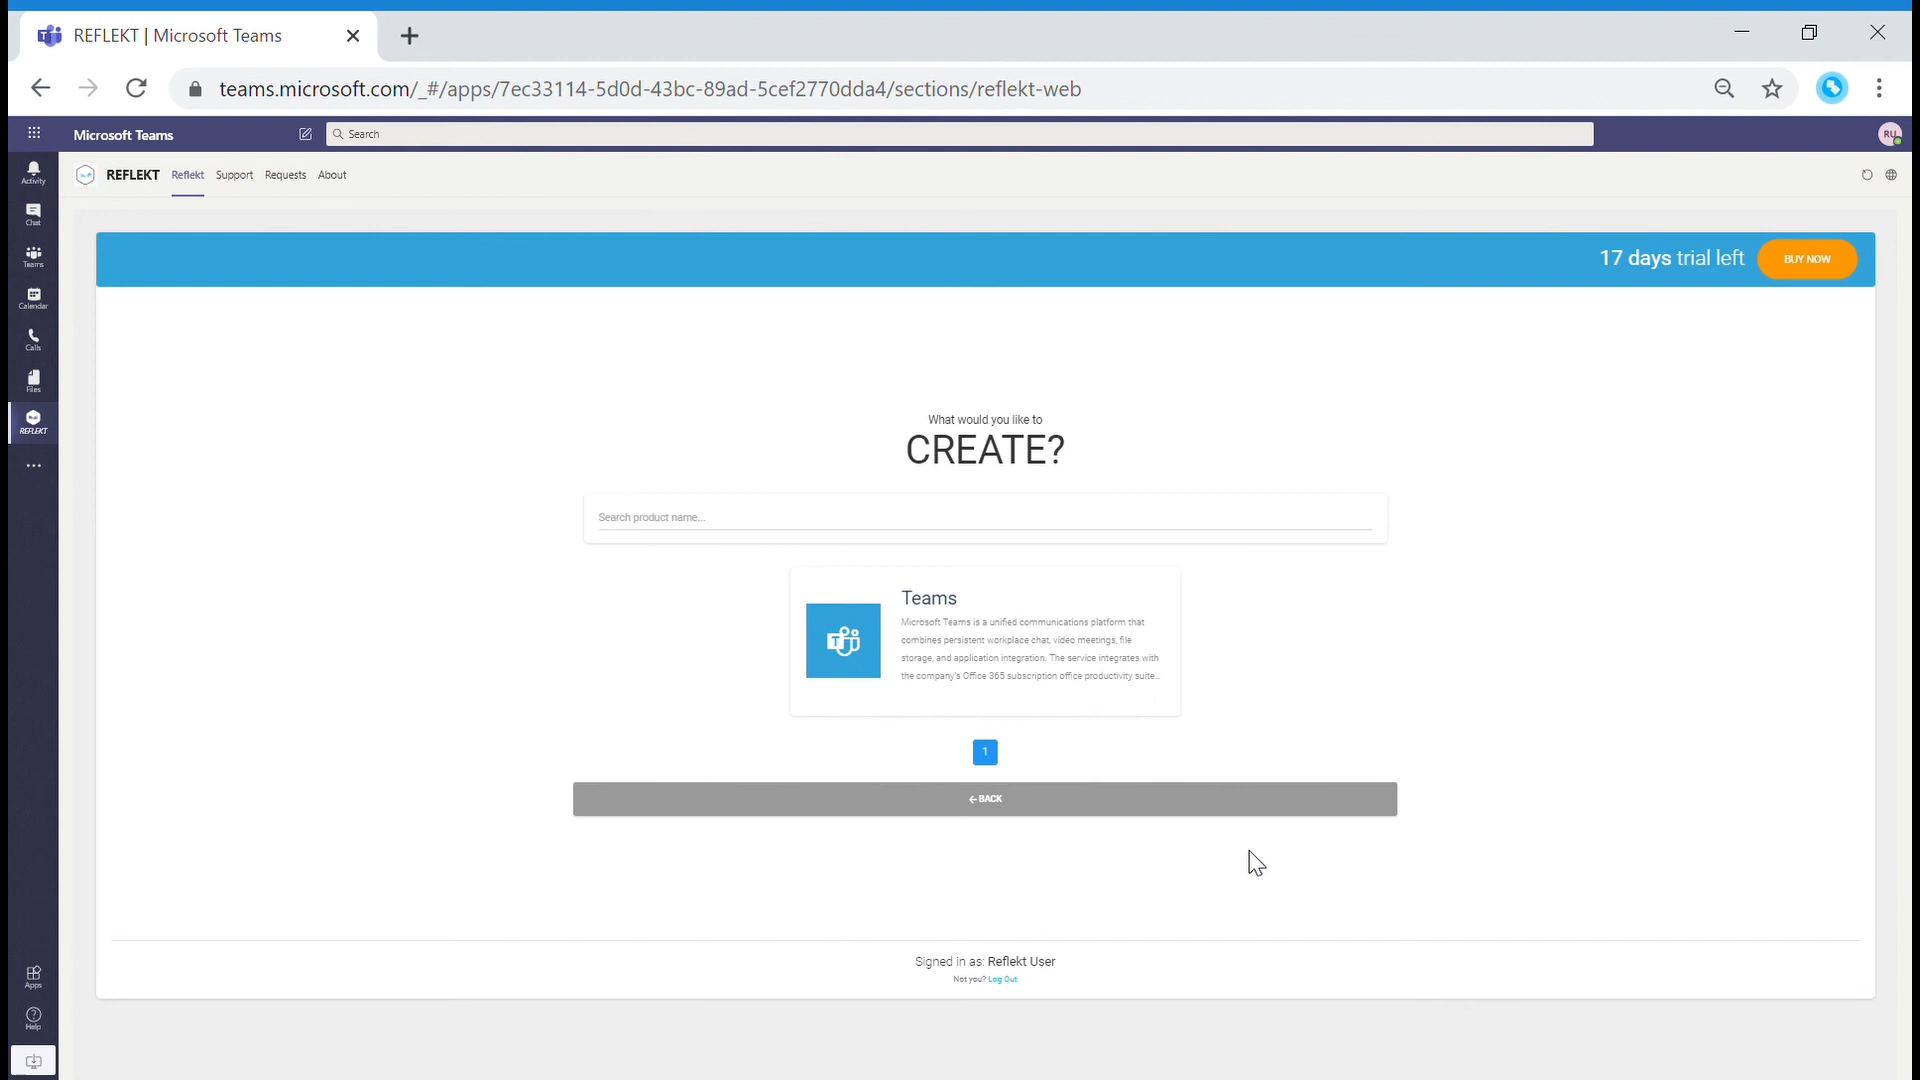 REFLEKT | Microsoft Teams
teams.microsoft.com/_#/apps/7ec33114-5d0d-43bc-89ad-5cef2770dda4/sections/reflekt-web
Microsoft Teams
Search
RU
Activity
Chat
Teams
Calendar
Calls
Files
REFLEKT
Apps
Help
REFLEKT Reflekt Support Requests About
17 days trial left BUY NOW
What would you like to
CREATE?
Search product name...
Teams
Microsoft Teams is a unified communications platform that
combines persistent workplace chat, video meetings, file
storage, and application integration. The service integrates with
the company's Office 365 subscription office productivity suite...
1
BACK
Signed in as: Reflekt User
Not you? Log Out